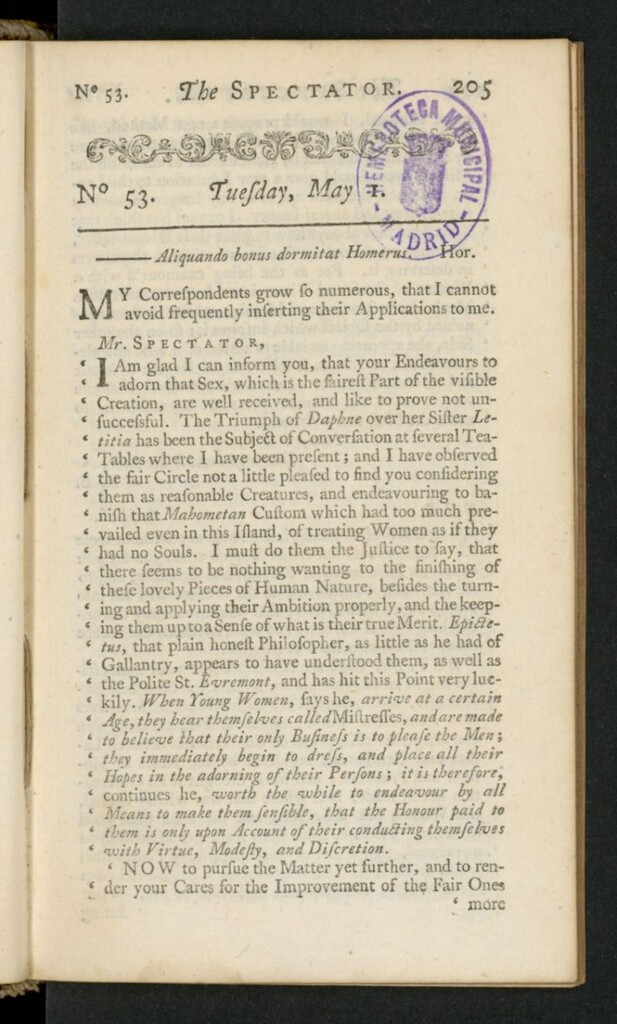 Nº 53. The SPECTATOR. 205
HEMEROTECA MUNICIPAL
- MADRID -
Nº 53. Tueſday, May 1.
—— Aliquando bonus dormitat Homerus. Hor.
MY Correſpondents grow ſo numerous, that I cannot
avoid frequently inſerting their Applications to me.
Mr. SPECTATOR,
‘ I Am glad I can inform you, that your Endeavours to
‘ adorn that Sex, which is the faireſt Part of the viſible
‘ Creation, are well received, and like to prove not un-
‘ ſucceſsful. The Triumph of Daphne over her Siſter Le-
‘ titia has been the Subject of Converſation at ſeveral Tea-
‘ Tables where I have been preſent; and I have obſerved
‘ the fair Circle not a little pleaſed to find you conſidering
‘ them as reaſonable Creatures, and endeavouring to ba-
‘ niſh that Mahometan Cuſtom which had too much pre-
‘ vailed even in this Iſland, of treating Women as if they
‘ had no Souls. I muſt do them the Juſtice to ſay, that
‘ there ſeems to be nothing wanting to the finiſhing of
‘ theſe lovely Pieces of Human Nature, beſides the turn-
‘ ing and applying their Ambition properly, and the keep-
‘ ing them up to a Senſe of what is their true Merit. Epicte-
‘ tus, that plain honeſt Philoſopher, as little as he had of
‘ Gallantry, appears to have underſtood them, as well as
‘ the Polite St. Evremont, and has hit this Point very luc-
‘ kily. When Young Women, ſays he, arrive at a certain
‘ Age, they hear themſelves called Miſtreſſes, and are made
‘ to believe that their only Buſineſs is to pleaſe the Men;
‘ they immediately begin to dreſs, and place all their
‘ Hopes in the adorning of their Perſons; it is therefore,
‘ continues he, worth the while to endeavour by all
‘ Means to make them ſenſible, that the Honour paid to
‘ them is only upon Account of their conducting themſelves
‘ with Virtue, Modeſty, and Diſcretion.
‘ NOW to purſue the Matter yet further, and to ren-
‘ der your Cares for the Improvement of the Fair Ones
‘ more